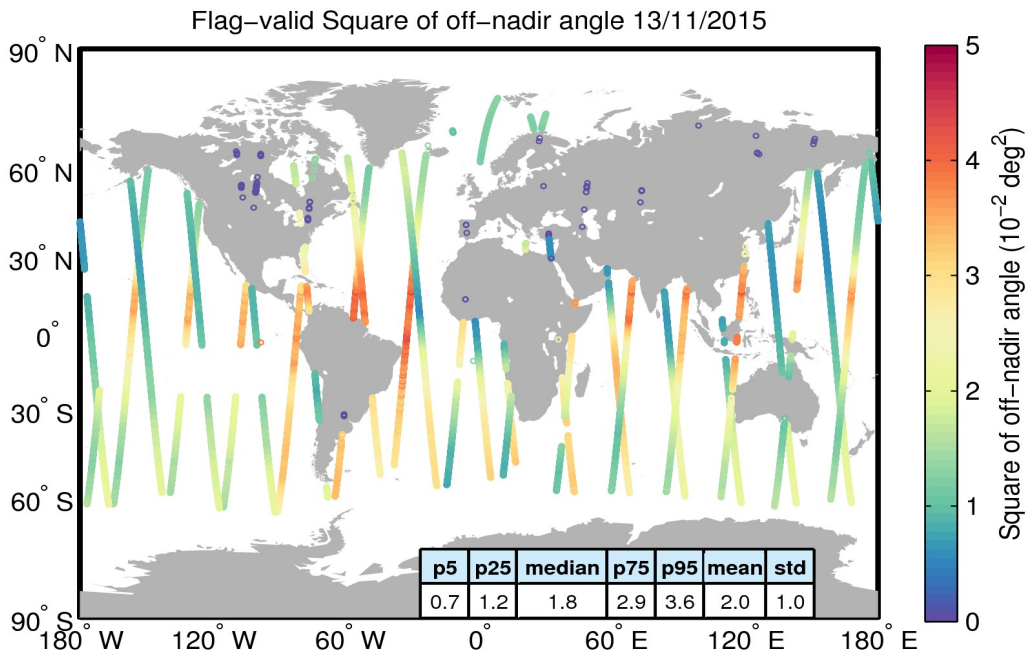 Flag−valid Square of off−nadir angle 13/11/2015
90° N
60° N
30° N
0°
30° S
60° S
90° S
180° W
120° W
60° W
0°
60° E
120° E
180° E
p5 p25 median p75 p95 mean std
0.7 1.2 1.8 2.9 3.6 2.0 1.0
5
4
3
2
1
0
Square of off−nadir angle (10⁻² deg²)